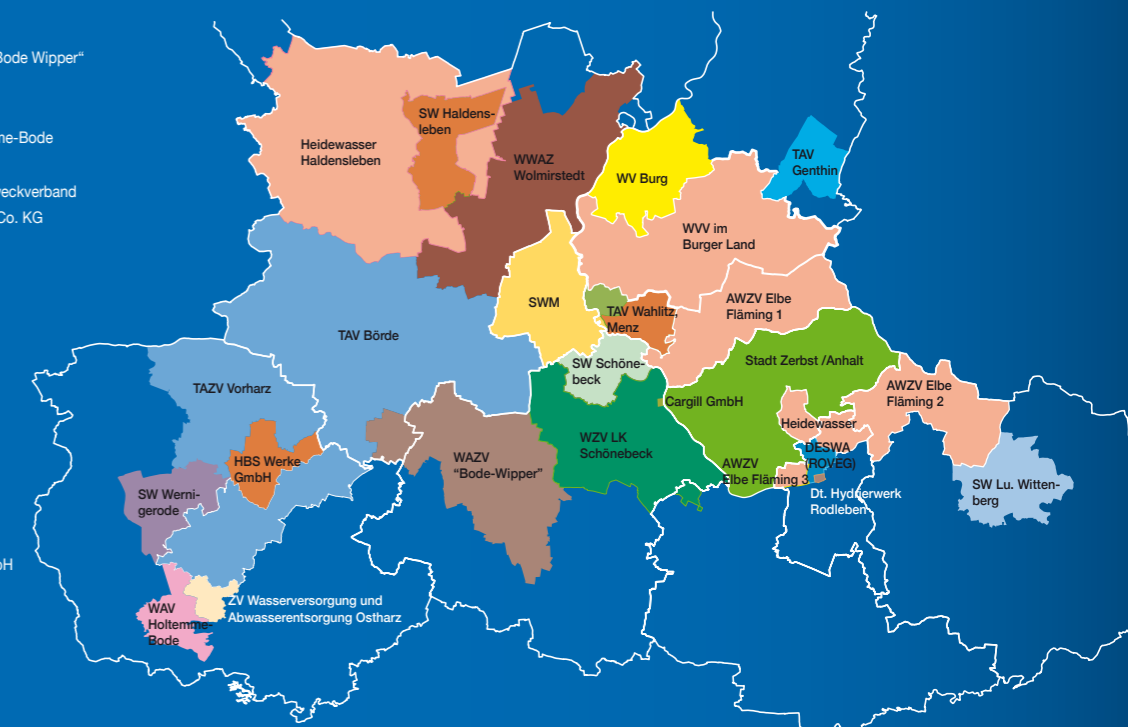 Bode Wipper“
me-Bode
weckverband
Co. KG
bH
Heidewasser
Haldensleben
SW Haldens-
leben
WWAZ
Wolmirstedt
WV Burg
TAV
Genthin
WVV im
Burger Land
SWM
TAV Wahlitz,
Menz
AWZV Elbe
Fläming 1
TAV Börde
SW Schöne-
beck
Stadt Zerbst /Anhalt
TAZV Vorharz
Cargill GmbH
AWZV Elbe
Fläming 2
Heidewasser
WZV LK
Schönebeck
DESWA
(ROVEG)
HBS Werke
GmbH
WAZV
“Bode-Wipper”
AWZV
Elbe Fläming 3
SW Werni-
gerode
Dt. Hydrierwerk
Rodleben
SW Lu. Witten-
berg
WAV
Holtemme-
Bode
ZV Wasserversorgung und
Abwasserentsorgung Ostharz